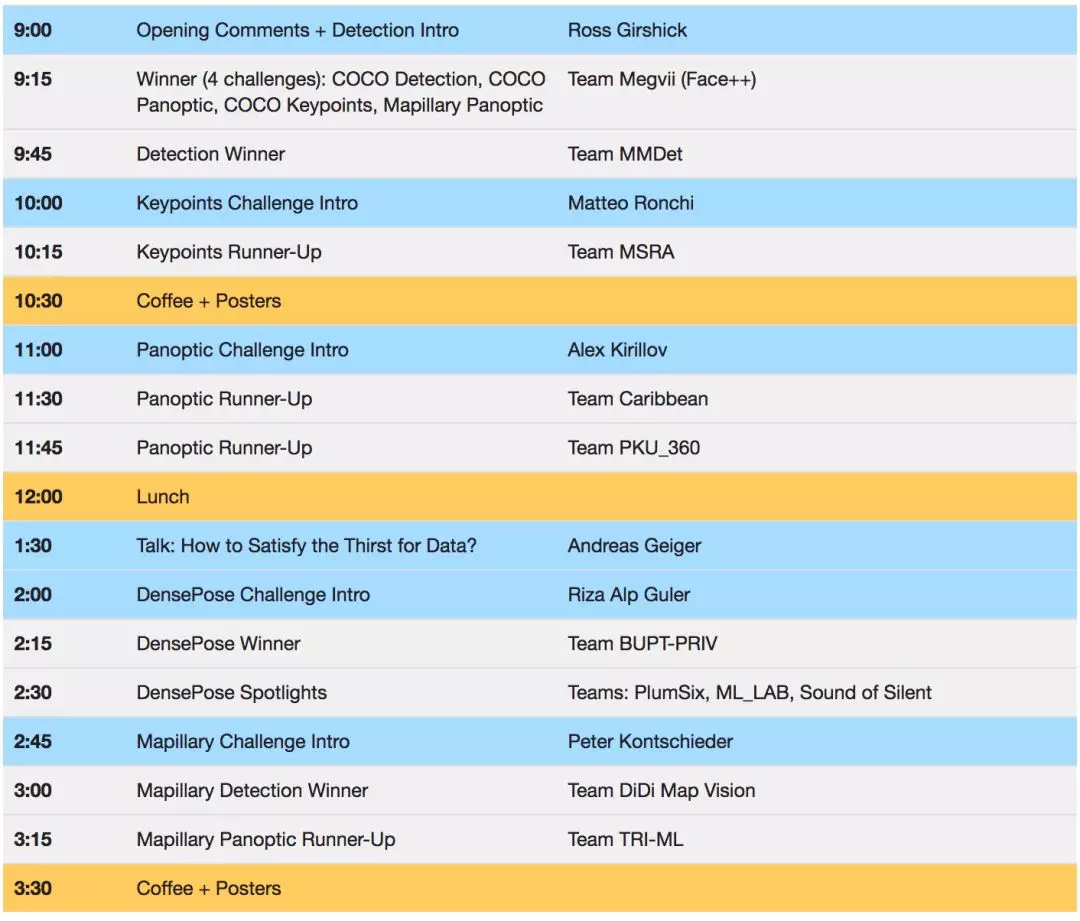 9:00 Opening Comments + Detection Intro Ross Girshick
9:15 Winner (4 challenges): COCO Detection, COCO Team Megvii (Face++)
Panoptic, COCO Keypoints, Mapillary Panoptic
9:45 Detection Winner Team MMDet
10:00 Keypoints Challenge Intro Matteo Ronchi
10:15 Keypoints Runner-Up Team MSRA
10:30 Coffee + Posters
11:00 Panoptic Challenge Intro Alex Kirillov
11:30 Panoptic Runner-Up Team Caribbean
11:45 Panoptic Runner-Up Team PKU_360
12:00 Lunch
1:30 Talk: How to Satisfy the Thirst for Data? Andreas Geiger
2:00 DensePose Challenge Intro Riza Alp Guler
2:15 DensePose Winner Team BUPT-PRIV
2:30 DensePose Spotlights Teams: PlumSix, ML_LAB, Sound of Silent
2:45 Mapillary Challenge Intro Peter Kontschieder
3:00 Mapillary Detection Winner Team DiDi Map Vision
3:15 Mapillary Panoptic Runner-Up Team TRI-ML
3:30 Coffee + Posters